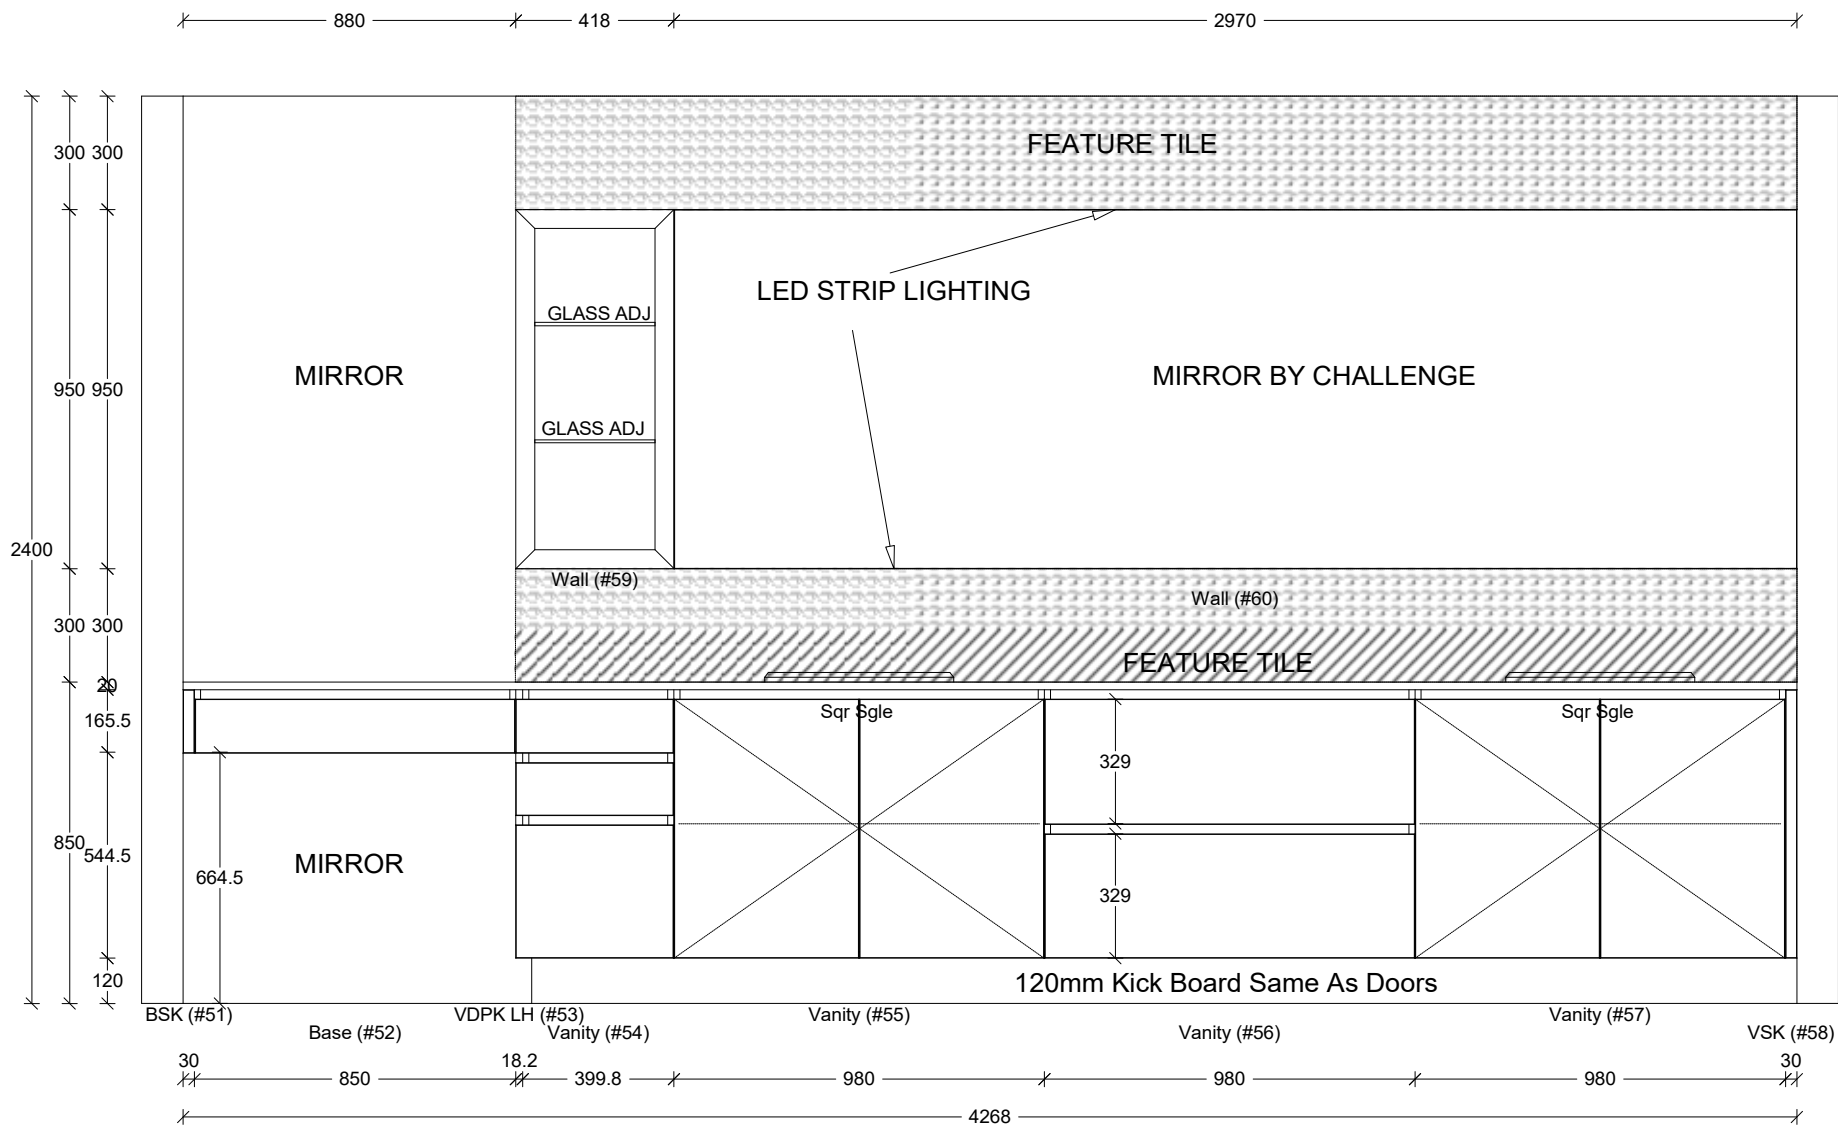 880 418 2970
300 300
FEATURE TILE
LED STRIP LIGHTING
GLASS ADJ
MIRROR
MIRROR BY CHALLENGE
950 950
GLASS ADJ
2400
Wall (#59)
Wall (#60)
300 300
FEATURE TILE
20
165.5
Sqr Sgle
Sqr Sgle
329
850
544.5
MIRROR
664.5
329
120
120mm Kick Board Same As Doors
BSK (#51)
VDPK LH (#53)
Vanity (#55)
Vanity (#57)
Base (#52)
Vanity (#54)
Vanity (#56)
VSK (#58)
30
18.2
30
850 399.8 980 980 980
4268